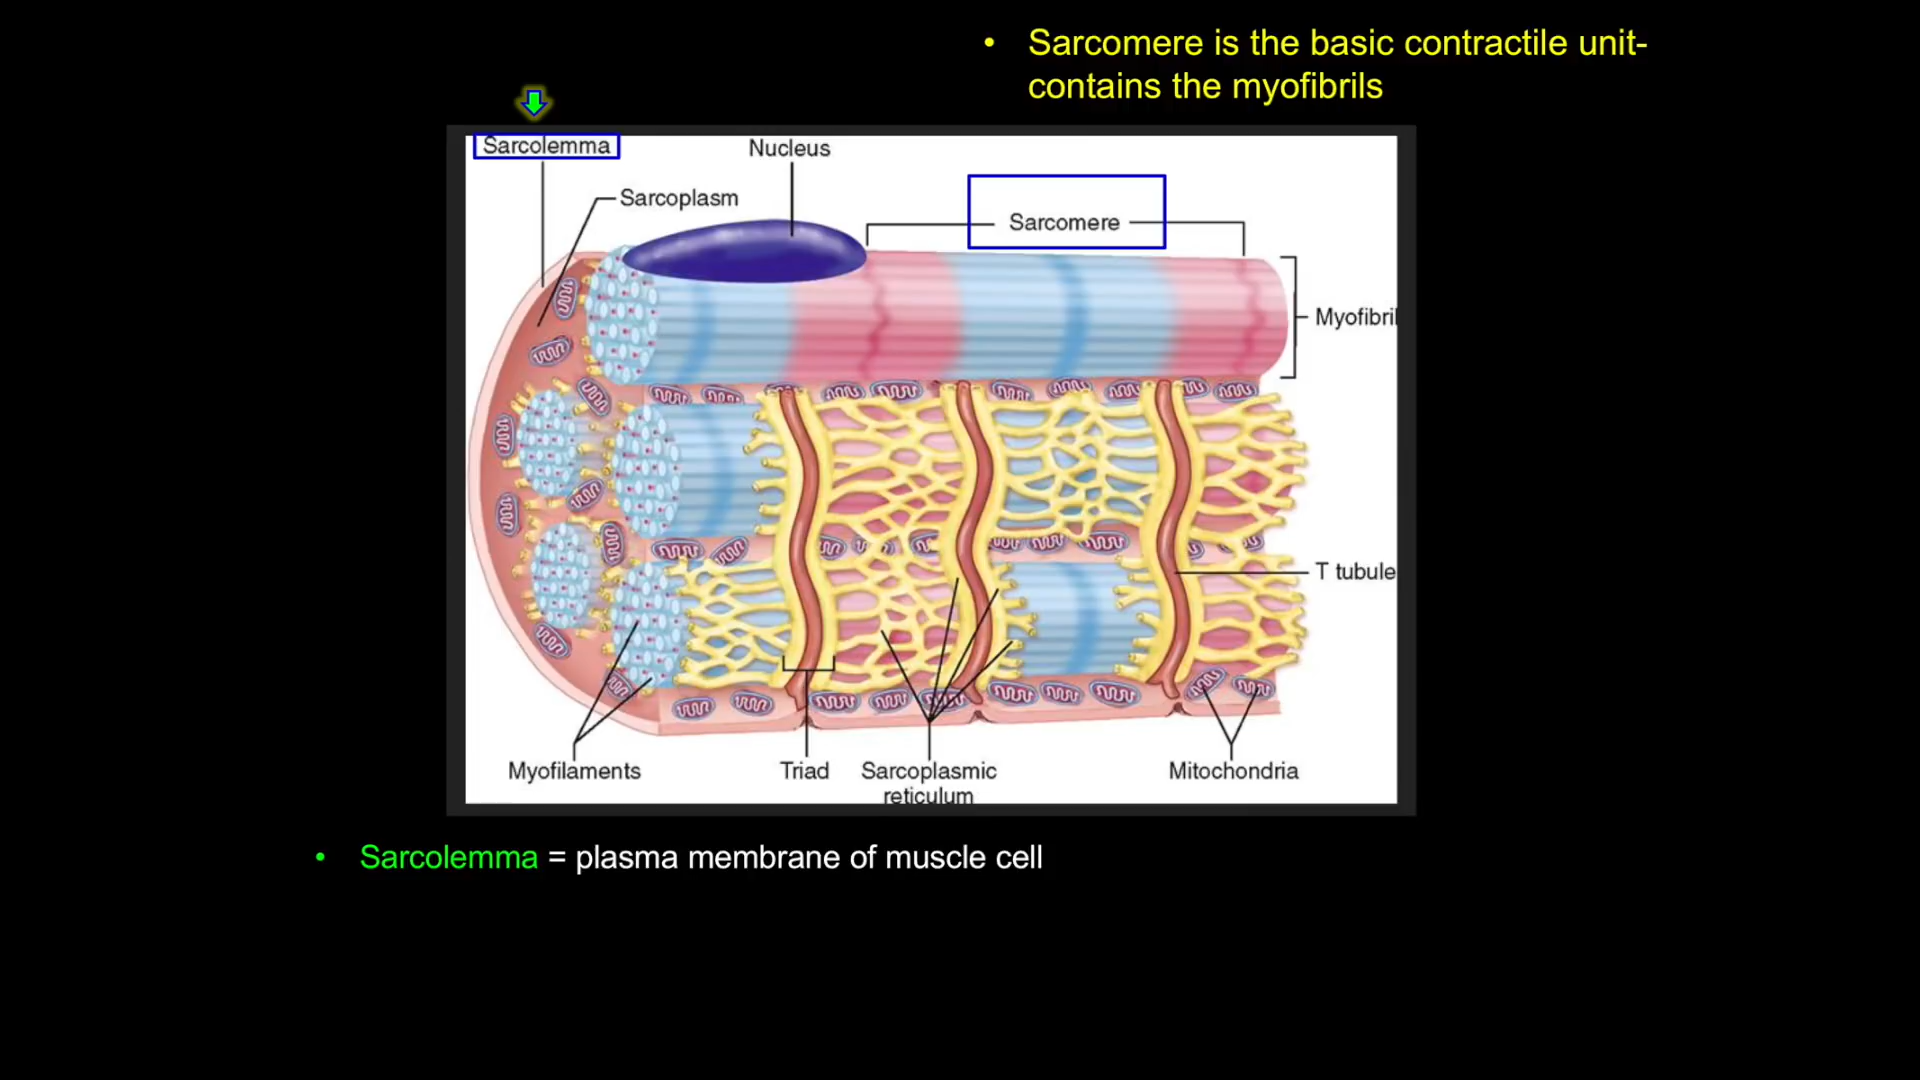 • Sarcomere is the basic contractile unit-
contains the myofibrils
Sarcolemma
Nucleus
Sarcoplasm
Sarcomere
Myofibril
T tubule
Myofilaments
Triad
Sarcoplasmic
reticulum
Mitochondria
• Sarcolemma = plasma membrane of muscle cell